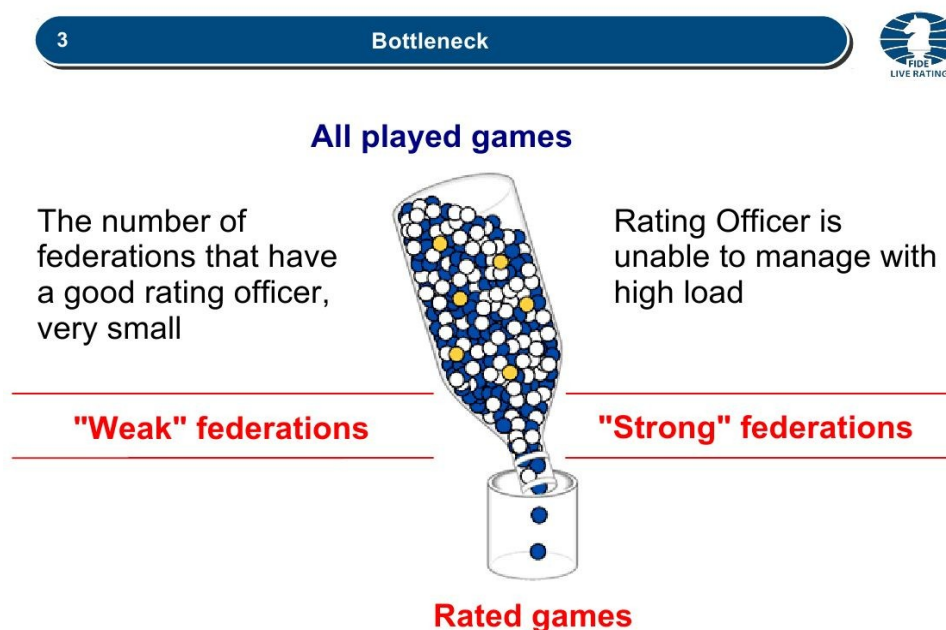 3
Bottleneck
FIDE
LIVE RATING
All played games
The number of
federations that have
a good rating officer,
very small
Rating Officer is
unable to manage with
high load
"Weak" federations
"Strong" federations
Rated games